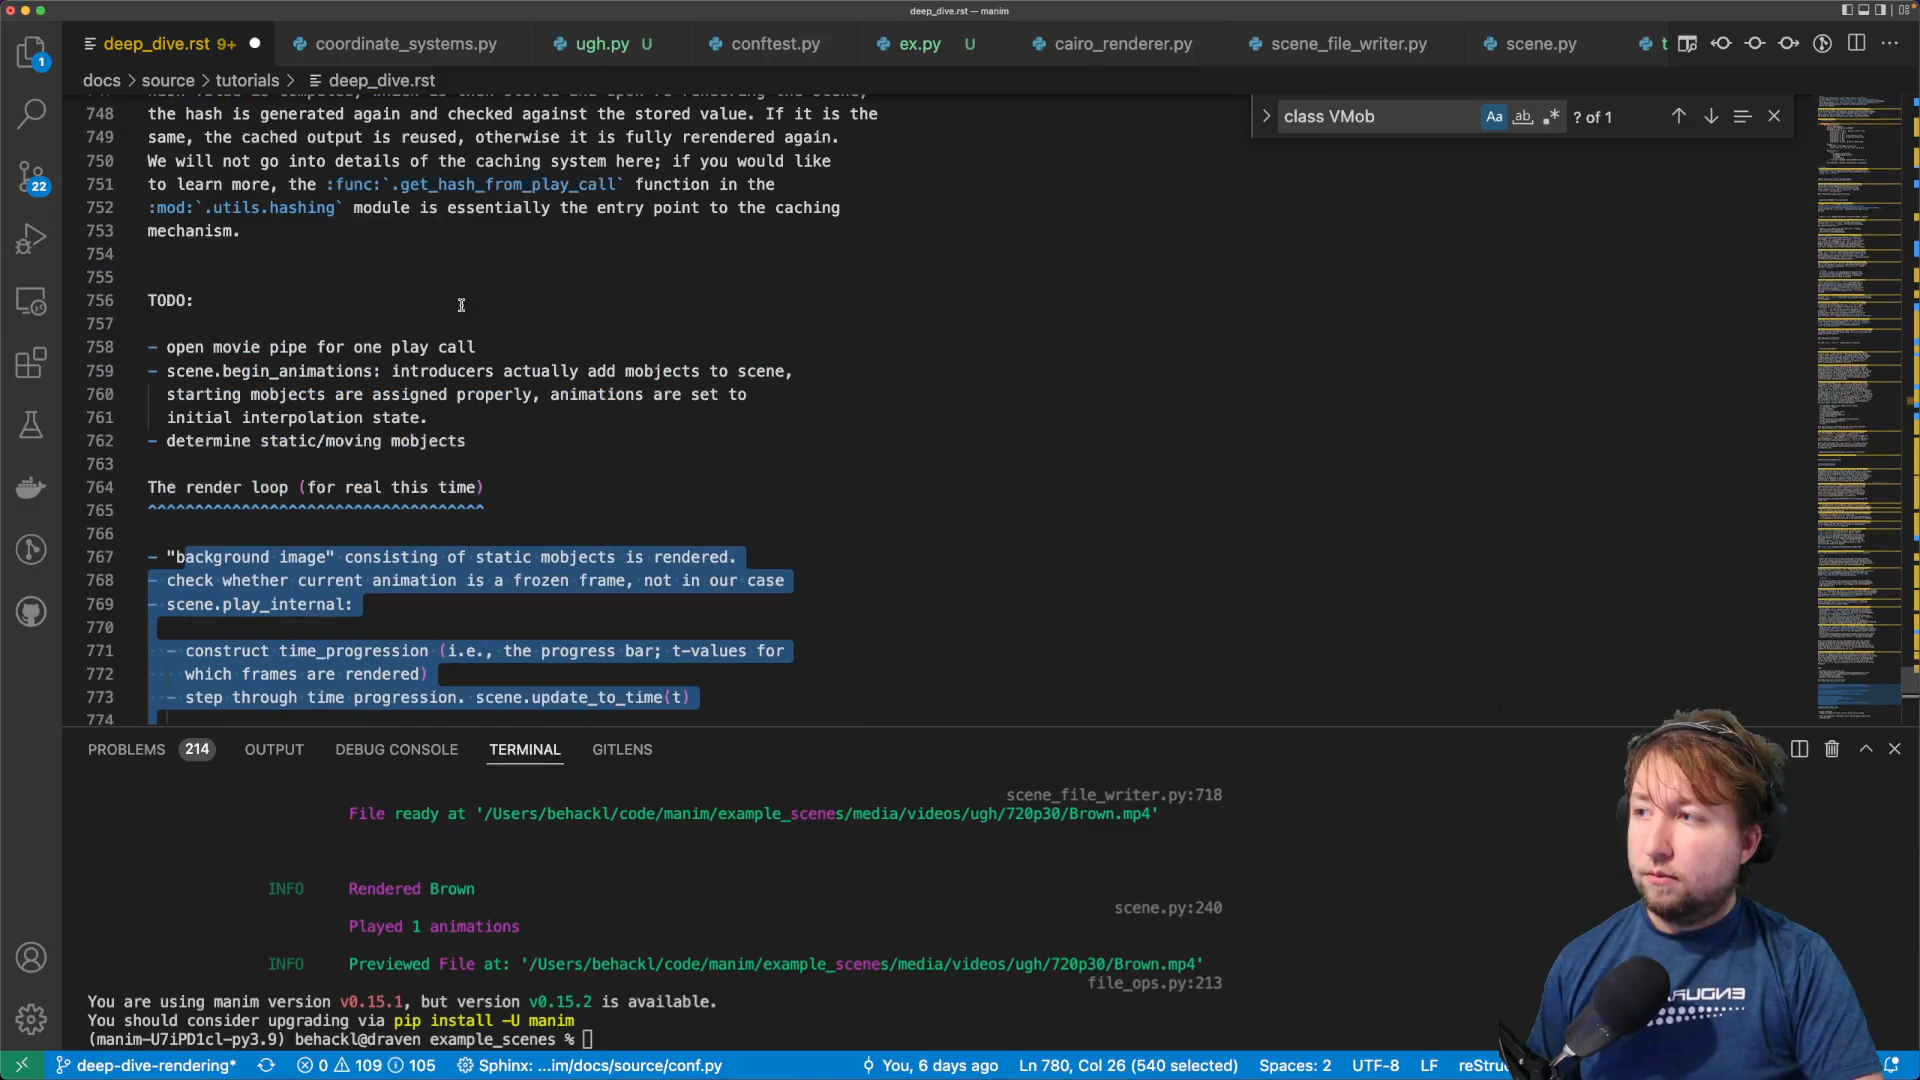 deep_dive.rst — manim
deep_dive.rst 9+
coordinate_systems.py
ugh.py U
conftest.py
ex.py U
cairo_renderer.py
scene_file_writer.py
scene.py
t
docs > source > tutorials > deep_dive.rst
class VMob
Aa
ab
? of 1
748 the hash is generated again and checked against the stored value. If it is the
749 same, the cached output is reused, otherwise it is fully rerendered again.
750 We will not go into details of the caching system here; if you would like
751 to learn more, the :func:`.get_hash_from_play_call` function in the
752 :mod:`.utils.hashing` module is essentially the entry point to the caching
753 mechanism.
754
755
756 TODO:
757
758 - open movie pipe for one play call
759 - scene.begin_animations: introducers actually add mobjects to scene,
760 starting mobjects are assigned properly, animations are set to
761 initial interpolation state.
762 - determine static/moving mobjects
763
764 The render loop (for real this time)
765 ^^^^^^^^^^^^^^^^^^^^^^^^^^^^^^^^^^^^
766
767 - "background image" consisting of static mobjects is rendered.
768 - check whether current animation is a frozen frame, not in our case
769 - scene.play_internal:
770
771 - construct time_progression (i.e., the progress bar; t-values for
772 which frames are rendered)
773 - step through time progression. scene.update_to_time(t)
774
1
22
PROBLEMS 214 OUTPUT DEBUG CONSOLE TERMINAL GITLENS
scene_file_writer.py:718
File ready at '/Users/behackl/code/manim/example_scenes/media/videos/ugh/720p30/Brown.mp4'
INFO Rendered Brown
scene.py:240
Played 1 animations
INFO Previewed File at: '/Users/behackl/code/manim/example_scenes/media/videos/ugh/720p30/Brown.mp4'
file_ops.py:213
You are using manim version v0.15.1, but version v0.15.2 is available.
You should consider upgrading via pip install -U manim
(manim-U7iPD1cl-py3.9) behackl@draven example_scenes %
deep-dive-rendering* 0 109 105 Sphinx: ...im/docs/source/conf.py You, 6 days ago Ln 780, Col 26 (540 selected) Spaces: 2 UTF-8 LF reStruc